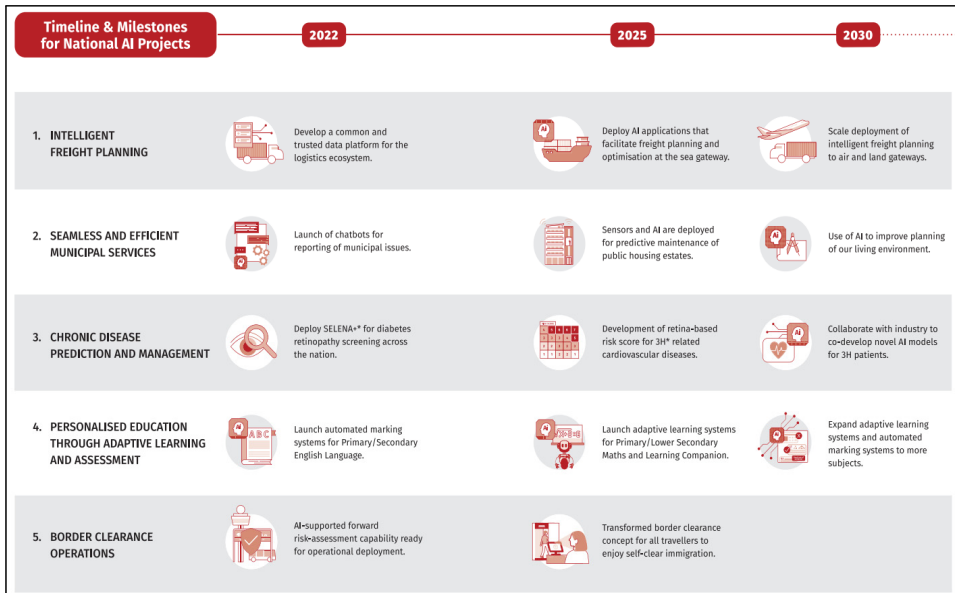 Timeline & Milestones
for National AI Projects
2022
2025
2030
1. INTELLIGENT
FREIGHT PLANNING
Develop a common and
trusted data platform for the
logistics ecosystem.
AI
Deploy AI applications that
facilitate freight planning and
optimisation at the sea gateway.
Scale deployment of
intelligent freight planning
to air and land gateways.
2. SEAMLESS AND EFFICIENT
MUNICIPAL SERVICES
AI
Launch of chatbots for
reporting of municipal issues.
Sensors and AI are deployed
for predictive maintenance of
public housing estates.
AI
Use of AI to improve planning
of our living environment.
3. CHRONIC DISEASE
PREDICTION AND MANAGEMENT
Deploy SELENA+* for diabetes
retinopathy screening across
the nation.
Development of retina-based
risk score for 3H* related
cardiovascular diseases.
AI
Collaborate with industry to
co-develop novel AI models
for 3H patients.
4. PERSONALISED EDUCATION
THROUGH ADAPTIVE LEARNING
AND ASSESSMENT
AI
ABC
Launch automated marking
systems for Primary/Secondary
English Language.
AI
Launch adaptive learning systems
for Primary/Lower Secondary
Maths and Learning Companion.
AI
Expand adaptive learning
systems and automated
marking systems to more
subjects.
5. BORDER CLEARANCE
OPERATIONS
AI-supported forward
risk-assessment capability ready
for operational deployment.
Transformed border clearance
concept for all travellers to
enjoy self-clear immigration.